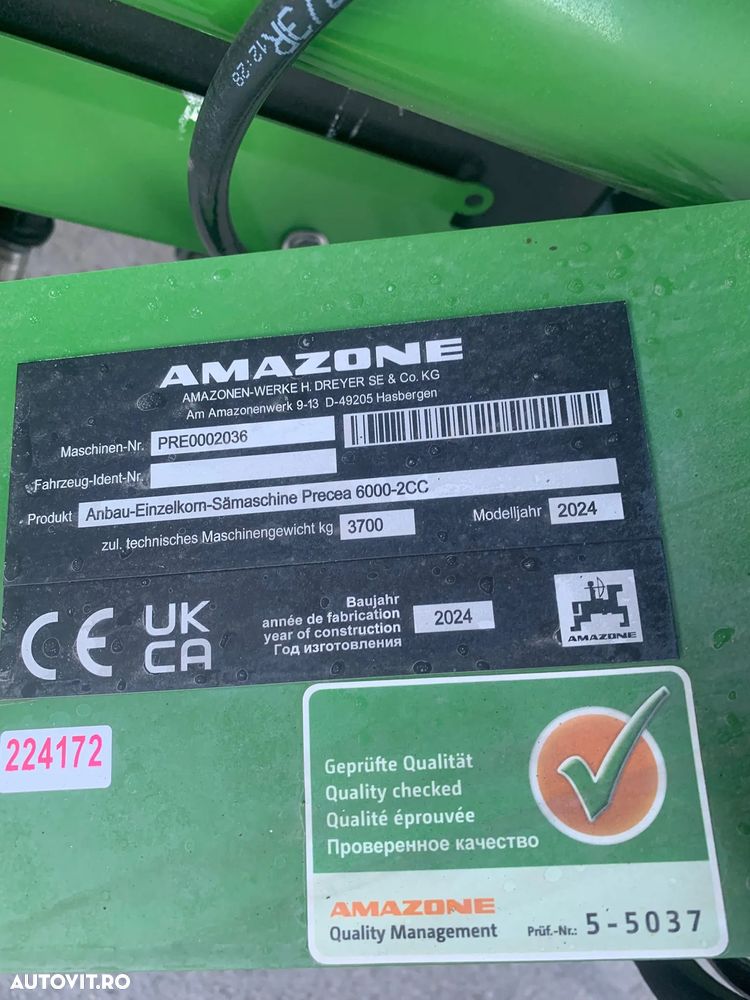 /3R 12:28
AMAZONE
AMAZONEN-WERKE H. DREYER SE & Co. KG
Am Amazonenwerk 9-13 D-49205 Hasbergen
Maschinen-Nr. PRE0002036
Fahrzeug-Ident-Nr.
Produkt Anbau-Einzelkorn-Sämaschine Precea 6000-2CC
zul. technisches Maschinengewicht kg 3700 Modelljahr 2024
CE UK CA
Baujahr
année de fabrication
year of construction
Год изготовления
2024
AMAZONE
224172
Geprüfte Qualität
Quality checked
Qualité éprouvée
Проверенное качество
AMAZONE
Quality Management Prüf.-Nr.: 5-5037
AUTOVIT.RO